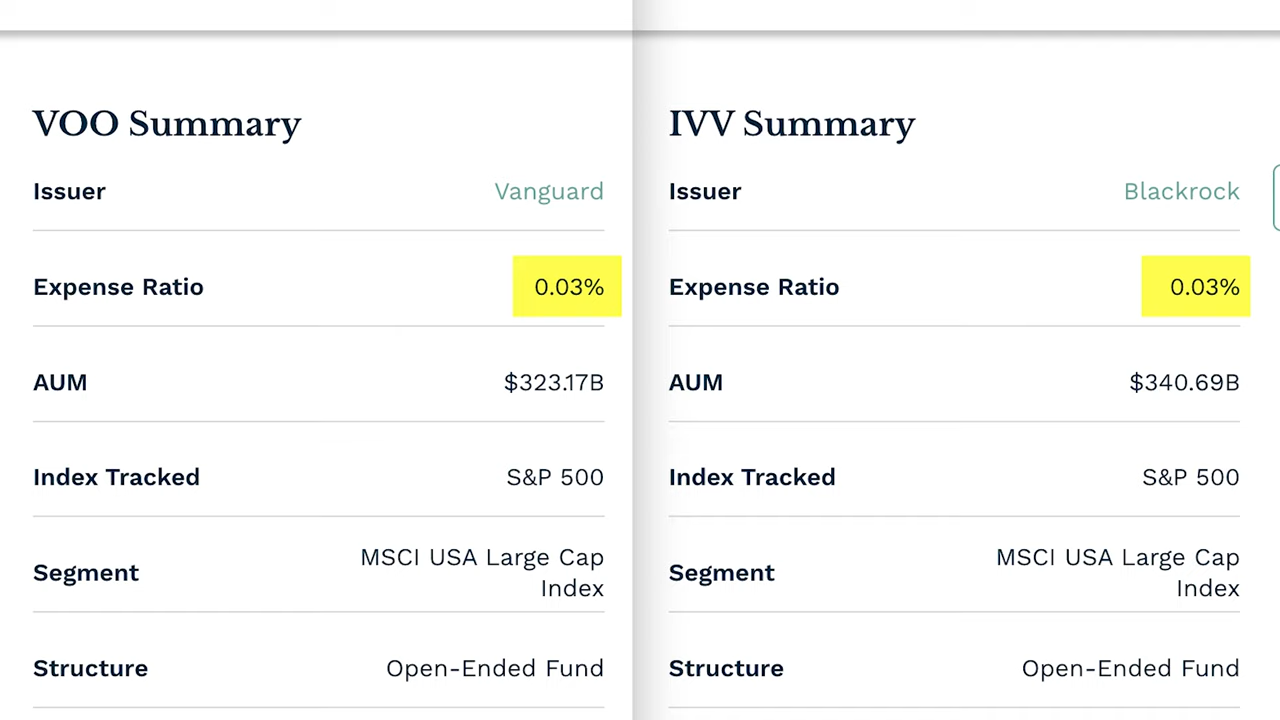 VOO Summary
Issuer Vanguard
Expense Ratio 0.03%
AUM $323.17B
Index Tracked S&P 500
Segment MSCI USA Large Cap
Index
Structure Open-Ended Fund
IVV Summary
Issuer Blackrock
Expense Ratio 0.03%
AUM $340.69B
Index Tracked S&P 500
Segment MSCI USA Large Cap
Index
Structure Open-Ended Fund